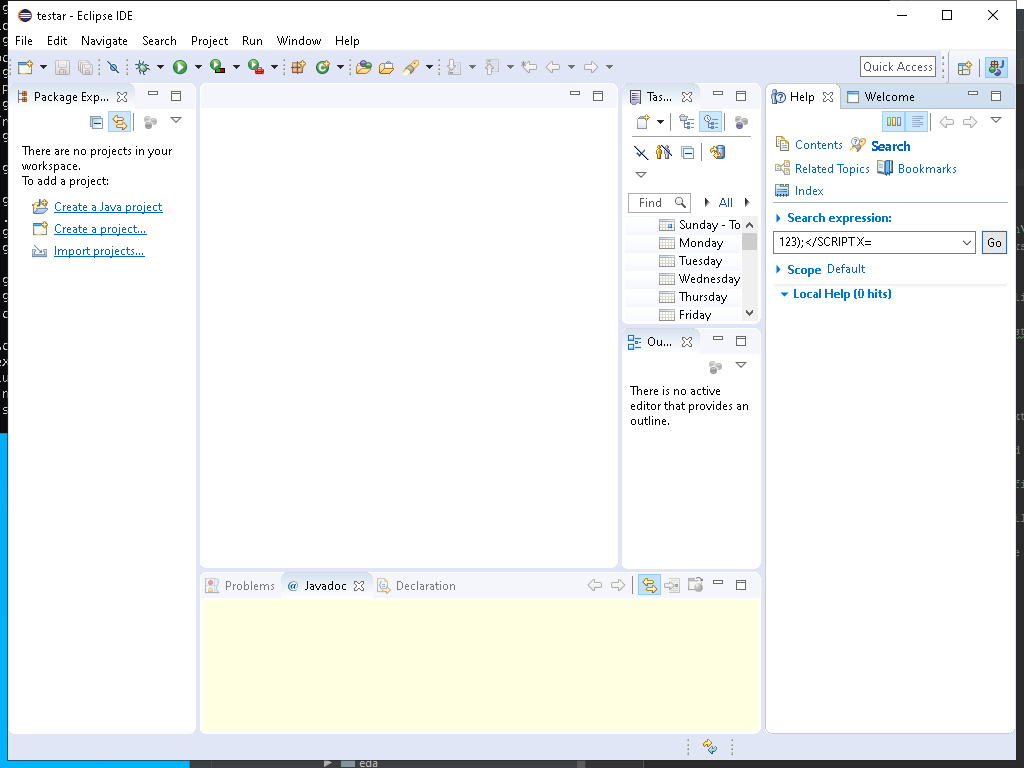 testar - Eclipse IDE
File Edit Navigate Search Project Run Window Help
Quick Access
Package Exp...
There are no projects in your
workspace.
To add a project:
Create a Java project
Create a project...
Import projects...
Tas...
Find
All
Sunday - To
Monday
Tuesday
Wednesday
Thursday
Friday
Ou...
There is no active
editor that provides an
outline.
Help
Welcome
Contents
Search
Related Topics
Bookmarks
Index
Search expression:
123);</SCRIPTX=
Go
Scope Default
Local Help (0 hits)
Problems
@ Javadoc
Declaration
eda